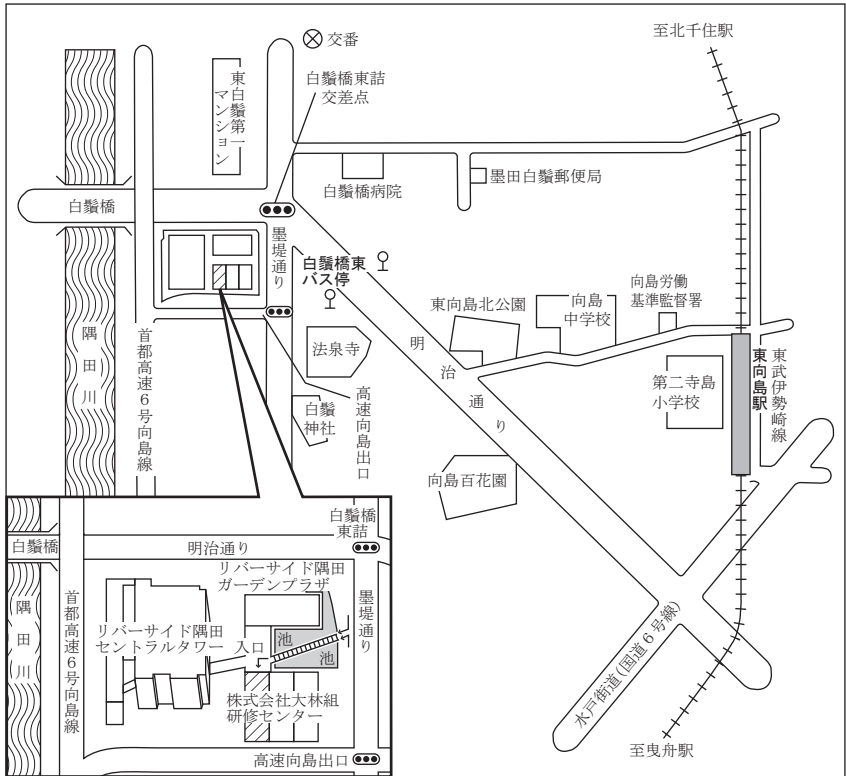 交番
至北千住駅
白鬚橋東詰
交差点
東白鬚第一
マンション
白鬚橋病院
墨田白鬚郵便局
白鬚橋
墨堤通り
白鬚橋東
バス停
東向島北公園
向島
中学校
向島労働
基準監督署
隅田川
首都高速6号向島線
法泉寺
明治通り
第二寺島
小学校
東向島駅
東武伊勢崎線
白鬚
神社
高速向島出口
向島百花園
水戸街道(国道6号線)
至曳舟駅
白鬚橋
東詰
白鬚橋
明治通り
リバーサイド隅田
ガーデンプラザ
隅田川
首都高速6号向島線
墨堤通り
リバーサイド隅田
セントラルタワー
入口
池
池
株式会社大林組
研修センター
高速向島出口